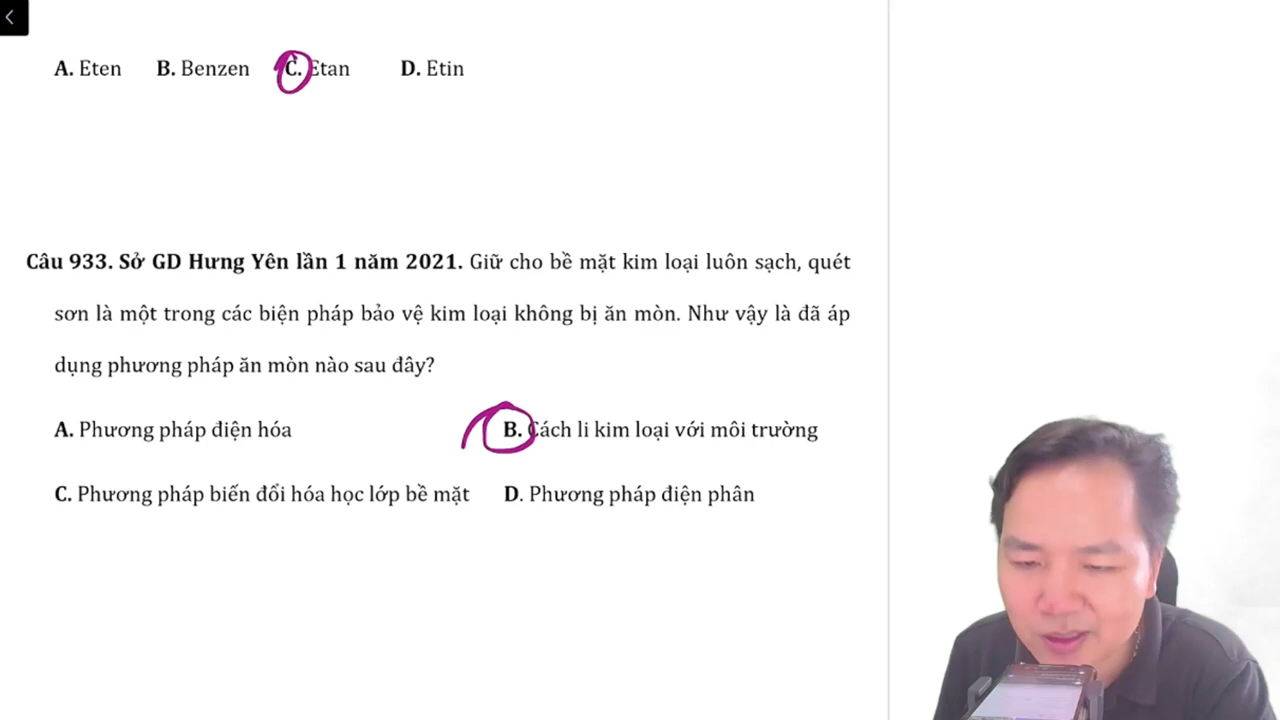 A. Eten B. Benzen C. Etan D. Etin
Câu 933. Sở GD Hưng Yên lần 1 năm 2021. Giữ cho bề mặt kim loại luôn sạch, quét
sơn là một trong các biện pháp bảo vệ kim loại không bị ăn mòn. Như vậy là đã áp
dụng phương pháp ăn mòn nào sau đây?
A. Phương pháp điện hóa B. Cách li kim loại với môi trường
C. Phương pháp biến đổi hóa học lớp bề mặt D. Phương pháp điện phân